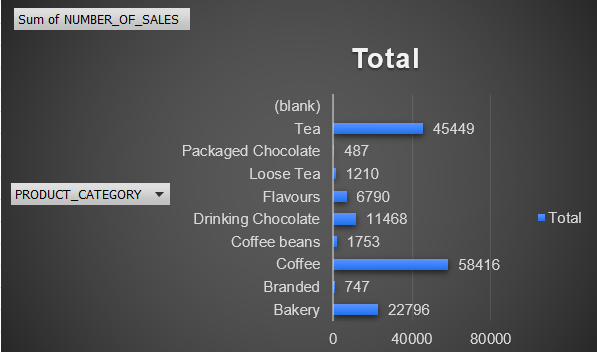 Sum of NUMBER_OF_SALES
Total
(blank)
Tea 45449
Packaged Chocolate 487
Loose Tea 1210
PRODUCT_CATEGORY
Flavours 6790
Drinking Chocolate 11468
Total
Coffee beans 1753
Coffee 58416
Branded 747
Bakery 22796
0 40000 80000